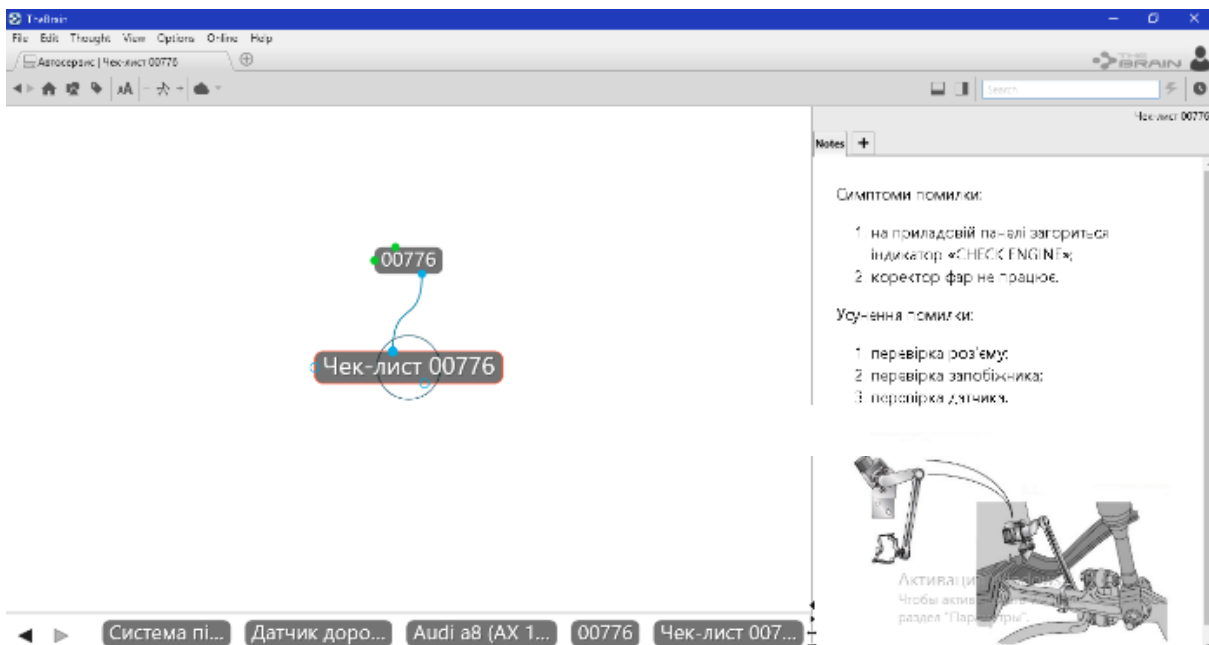 TheBrain
File Edit Thought View Options Online Help
Автосервис | Чек-лист 00776
THE BRAIN
Search
Чек-лист 00776
Notes
Симптоми помилки:
1. на приладовій панелі загориться
індикатор «CHECK ENGINE»;
2. коректор фар не працює.
Усунення помилки:
1. перевірка роз'єму;
2. перевірка запобіжника;
3. перевірка датчика.
00776
Чек-лист 00776
Активаци
Чтобы актив
раздел "Параметры".
Система пі...
Датчик доро...
Audi a8 (AX 1...
00776
Чек-лист 007...